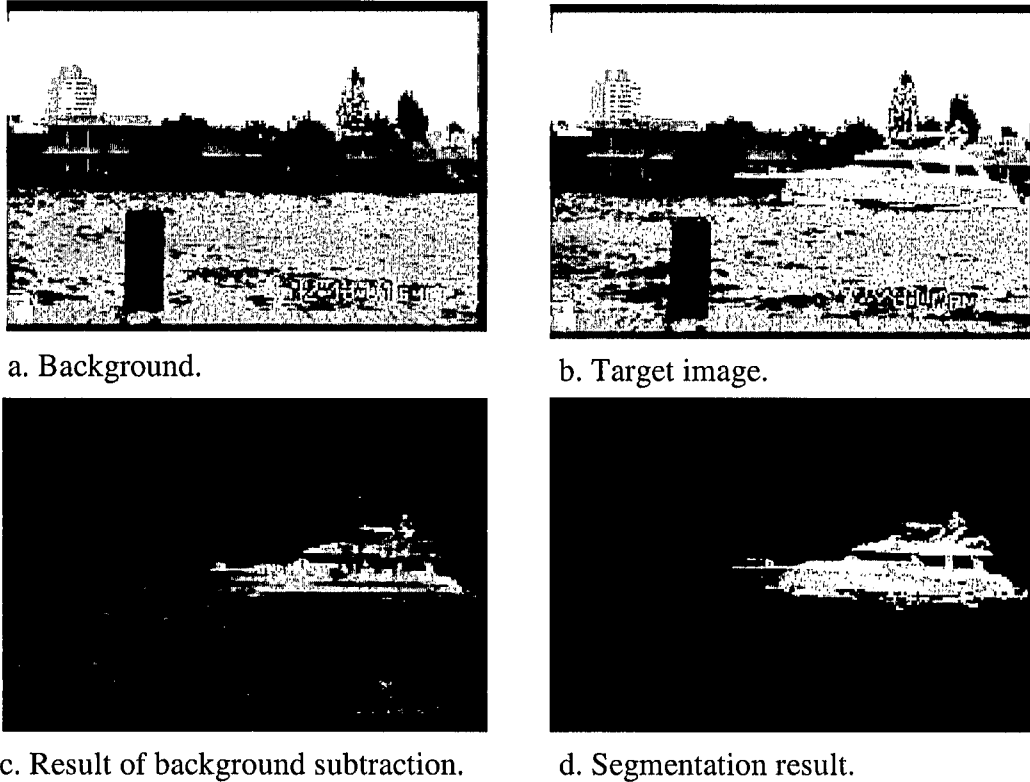 a. Background.
b. Target image.
c. Result of background subtraction.
d. Segmentation result.